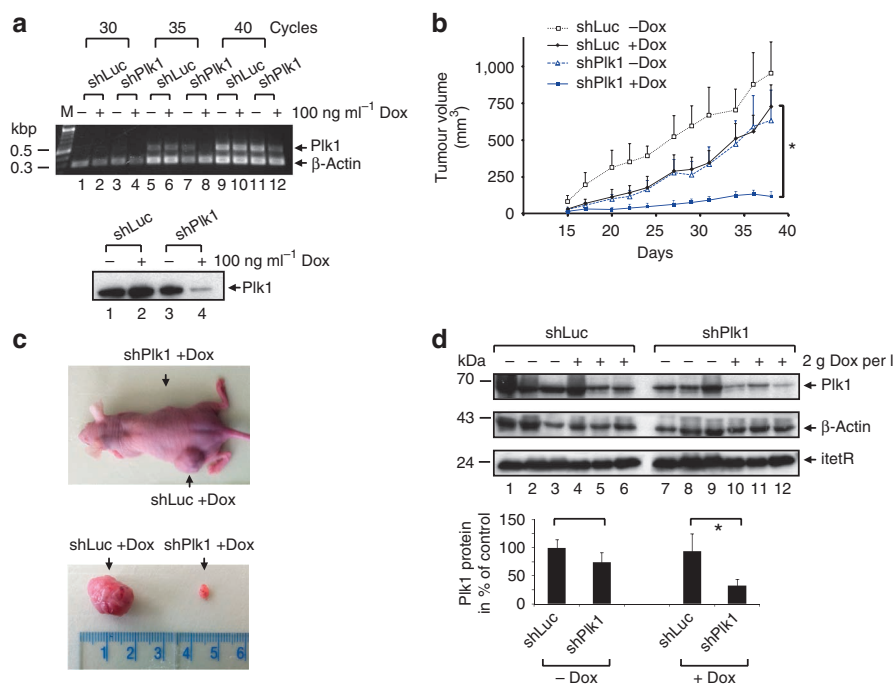 a
30 35 40 Cycles
shLuc shPlk1 shLuc shPlk1 shLuc shPlk1
M – + – + – + – + – + – + 100 ng ml⁻¹ Dox
kbp
0.5 Plk1
0.3 β-Actin
1 2 3 4 5 6 7 8 9 10 11 12
shLuc shPlk1
– + – + 100 ng ml⁻¹ Dox
Plk1
1 2 3 4
b
shLuc –Dox
shLuc +Dox
shPlk1 –Dox
shPlk1 +Dox
Tumour volume
(mm³)
1,000
750
500
250
0
*
10 15 20 25 30 35 40
Days
c
shPlk1 +Dox
shLuc +Dox
shLuc +Dox shPlk1 +Dox
1 2 3 4 5 6
d
shLuc shPlk1
kDa – – – + + + – – – + + + 2 g Dox per l
70 Plk1
43 β-Actin
24 itetR
1 2 3 4 5 6 7 8 9 10 11 12
Plk1 protein
in % of control
150
100
50
0
*
shLuc shPlk1 shLuc shPlk1
– Dox + Dox